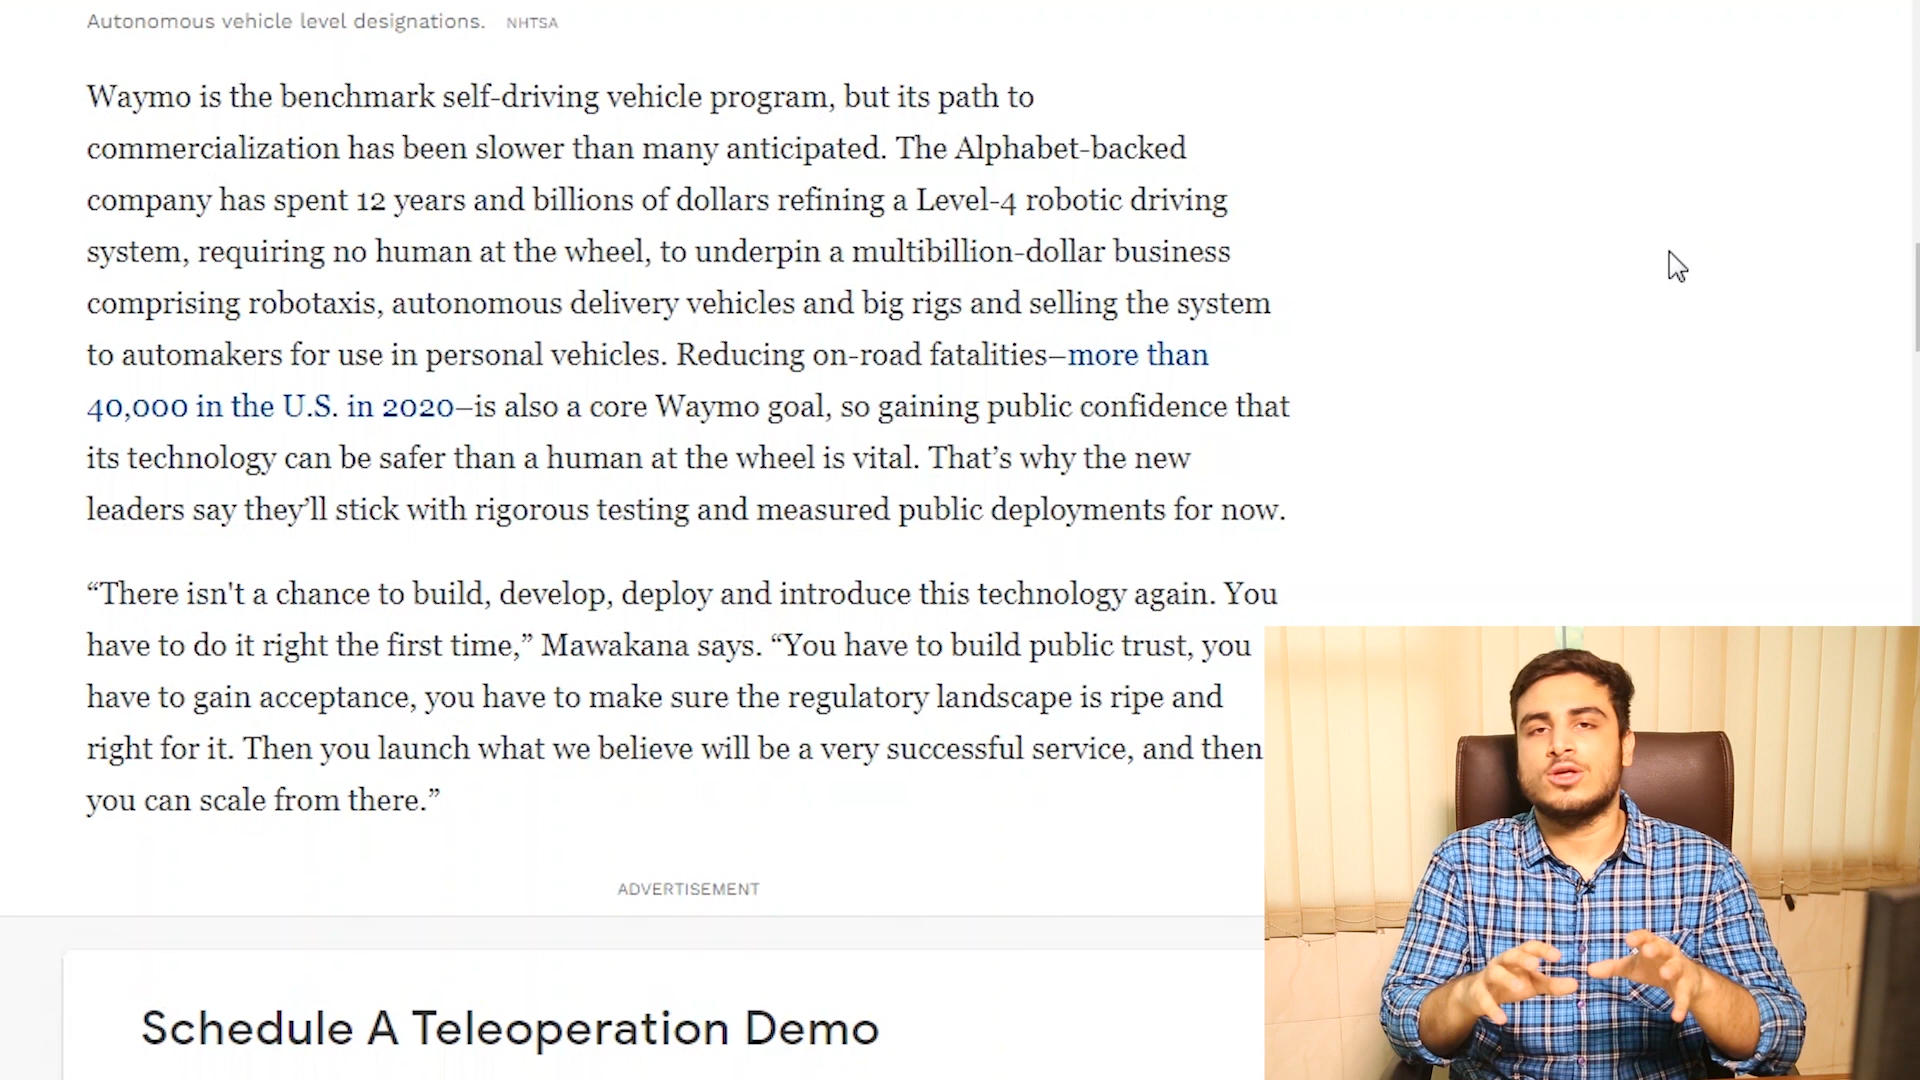 Autonomous vehicle level designations. NHTSA
Waymo is the benchmark self-driving vehicle program, but its path to
commercialization has been slower than many anticipated. The Alphabet-backed
company has spent 12 years and billions of dollars refining a Level-4 robotic driving
system, requiring no human at the wheel, to underpin a multibillion-dollar business
comprising robotaxis, autonomous delivery vehicles and big rigs and selling the system
to automakers for use in personal vehicles. Reducing on-road fatalities—more than
40,000 in the U.S. in 2020—is also a core Waymo goal, so gaining public confidence that
its technology can be safer than a human at the wheel is vital. That’s why the new
leaders say they’ll stick with rigorous testing and measured public deployments for now.
“There isn't a chance to build, develop, deploy and introduce this technology again. You
have to do it right the first time,” Mawakana says. “You have to build public trust, you
have to gain acceptance, you have to make sure the regulatory landscape is ripe and
right for it. Then you launch what we believe will be a very successful service, and then
you can scale from there.”
ADVERTISEMENT
Schedule A Teleoperation Demo